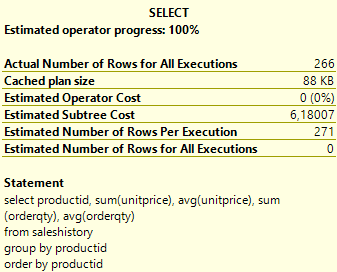 SELECT
Estimated operator progress: 100%
Actual Number of Rows for All Executions 266
Cached plan size 88 KB
Estimated Operator Cost 0 (0%)
Estimated Subtree Cost 6,18007
Estimated Number of Rows Per Execution 271
Estimated Number of Rows for All Executions 0
Statement
select productid, sum(unitprice), avg(unitprice), sum
(orderqty), avg(orderqty)
from saleshistory
group by productid
order by productid